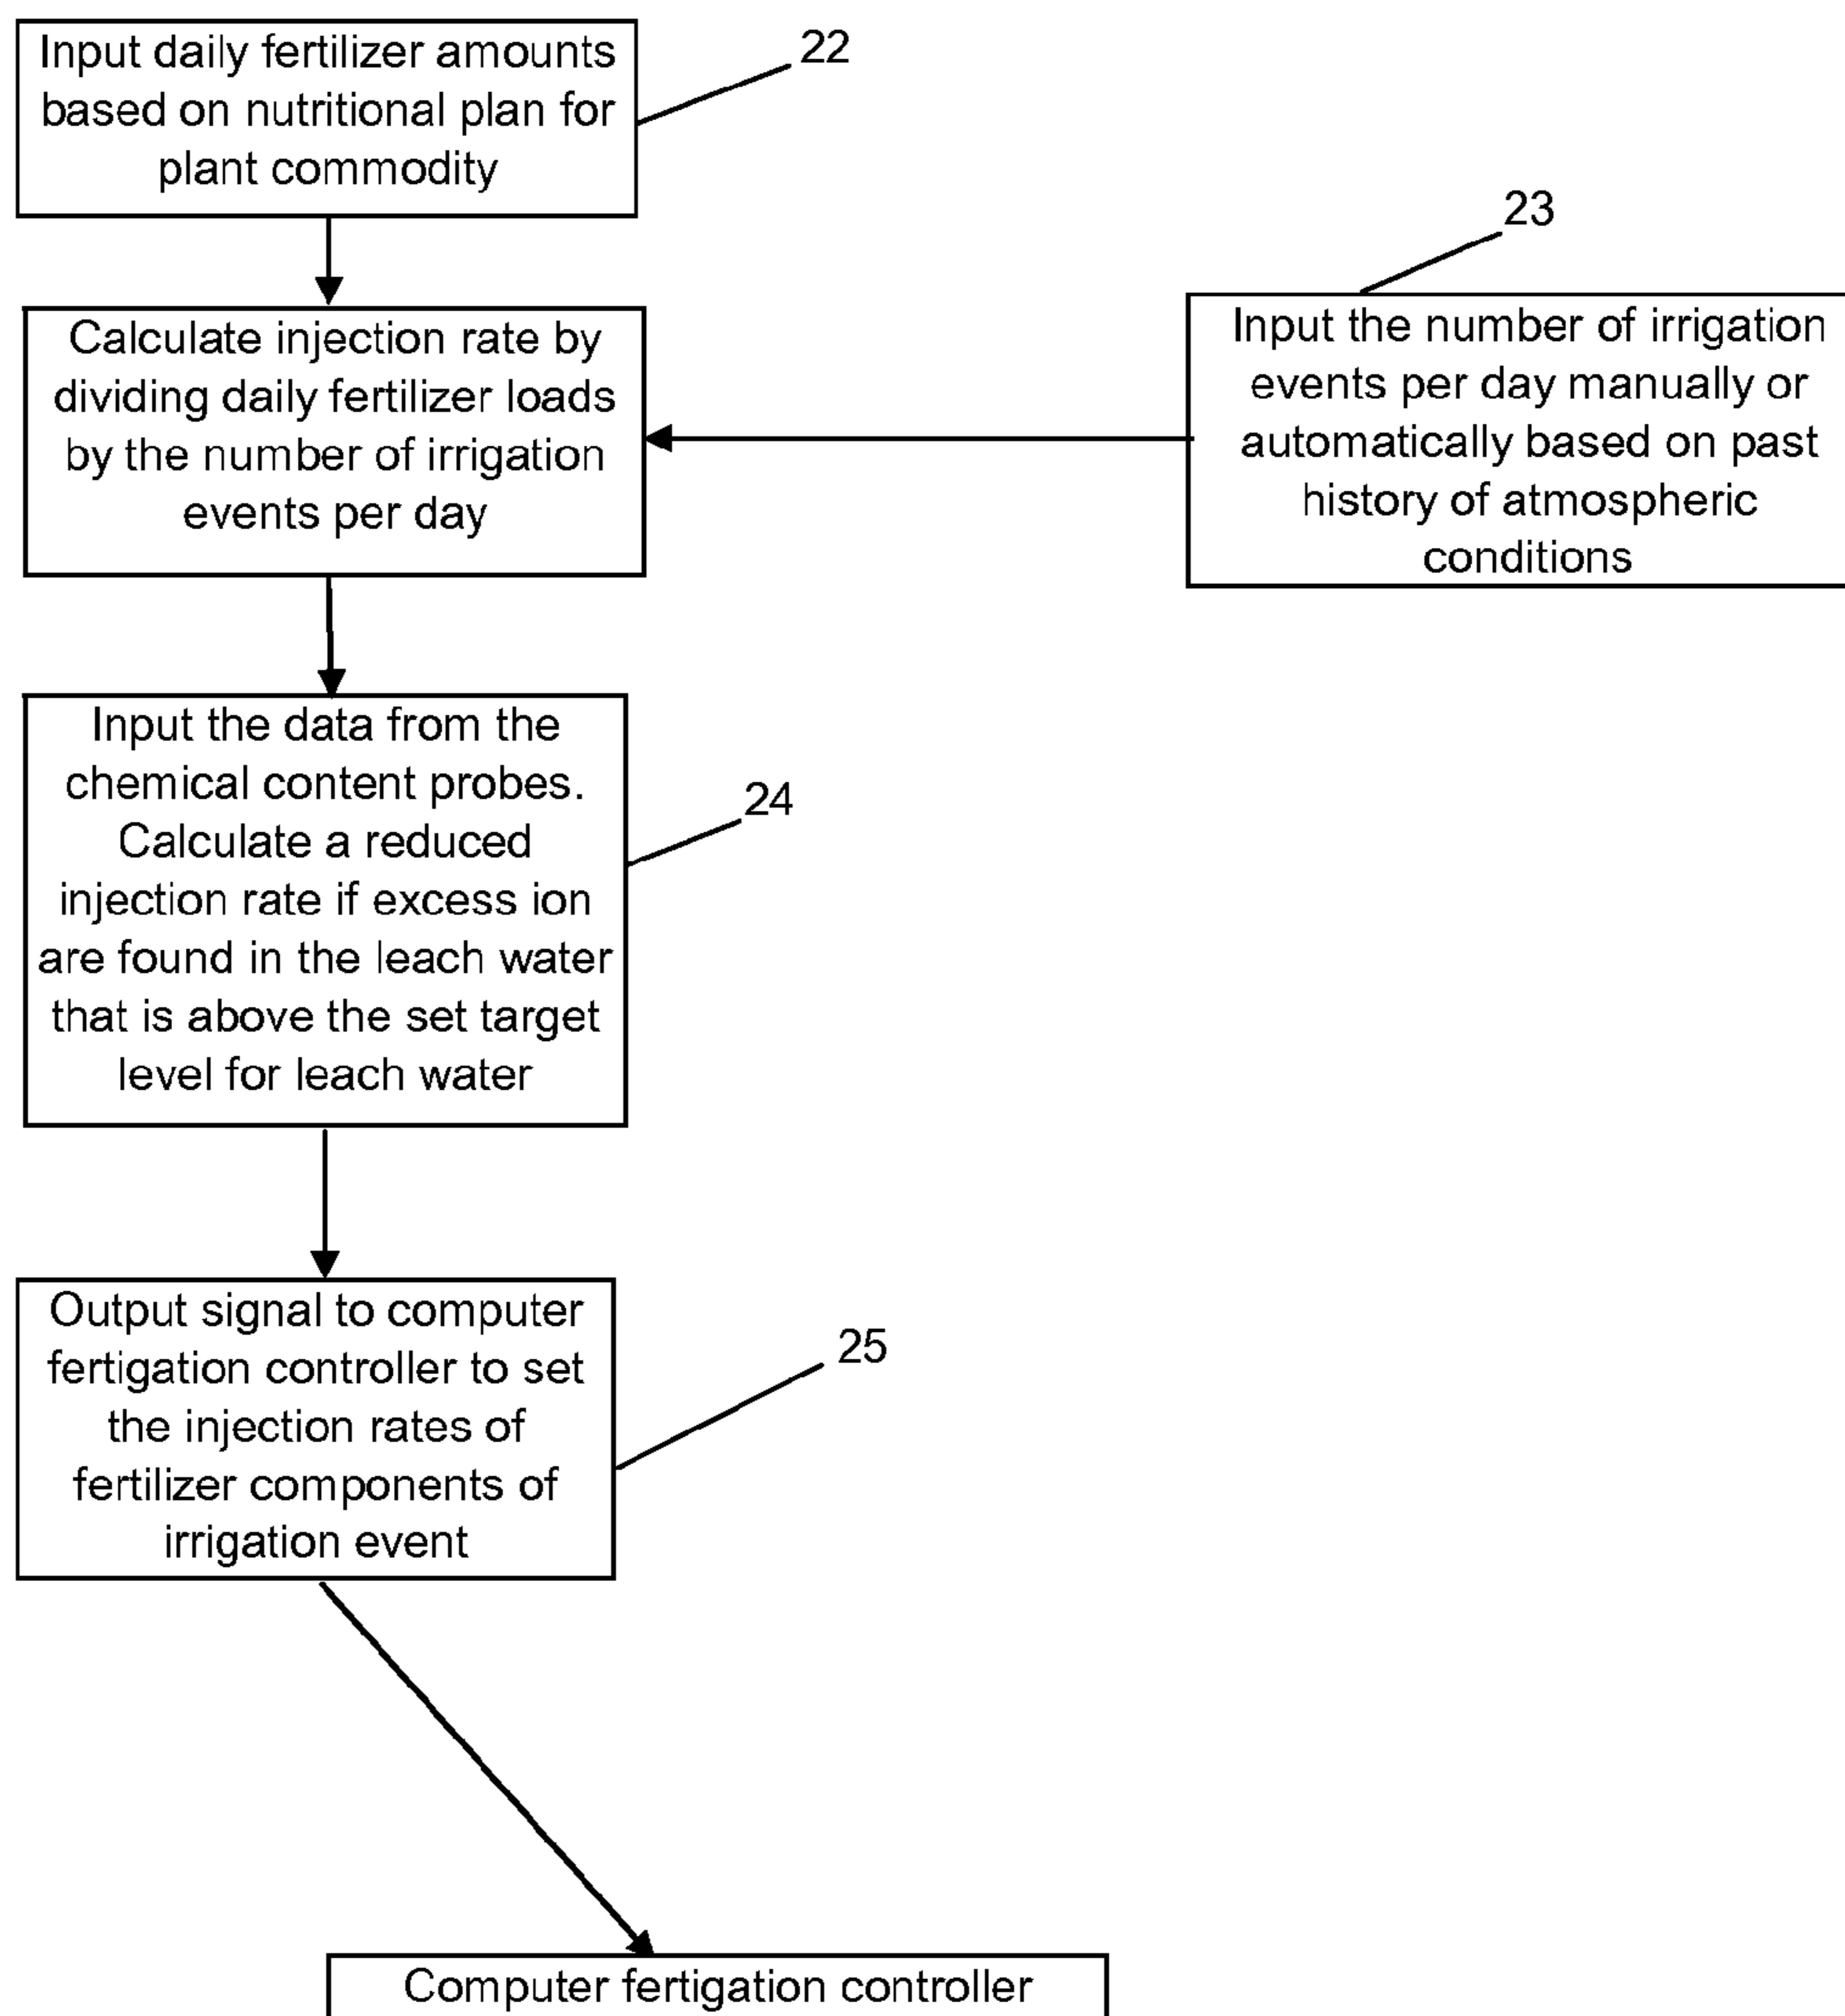 Input daily fertilizer amounts
based on nutritional plan for
plant commodity
22
23
Calculate injection rate by
dividing daily fertilizer loads
by the number of irrigation
events per day
Input the number of irrigation
events per day manually or
automatically based on past
history of atmospheric
conditions
Input the data from the
chemical content probes.
Calculate a reduced
injection rate if excess ion
are found in the leach water
that is above the set target
level for leach water
24
Output signal to computer
fertigation controller to set
the injection rates of
fertilizer components of
irrigation event
25
Computer fertigation controller